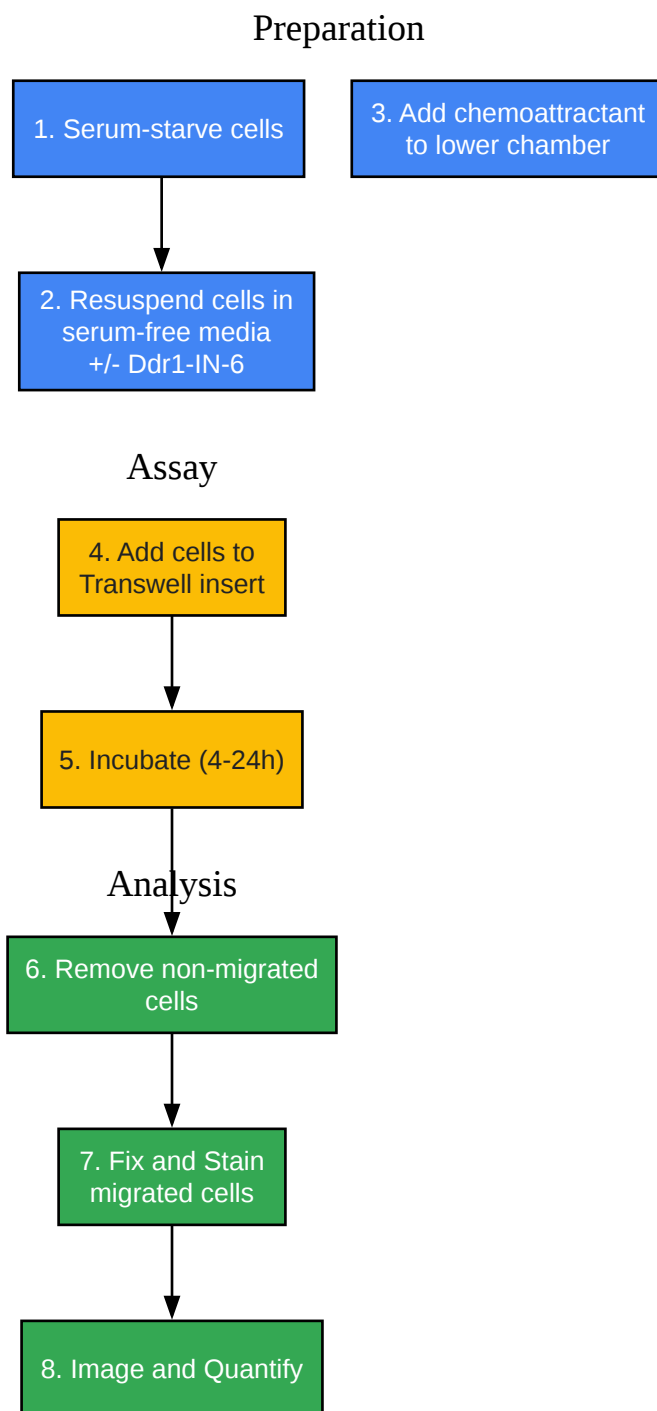 Preparation
1. Serum-starve cells
3. Add chemoattractant
to lower chamber
2. Resuspend cells in
serum-free media
+/- Ddr1-IN-6
Assay
4. Add cells to
Transwell insert
5. Incubate (4-24h)
Analysis
6. Remove non-migrated
cells
7. Fix and Stain
migrated cells
8. Image and Quantify